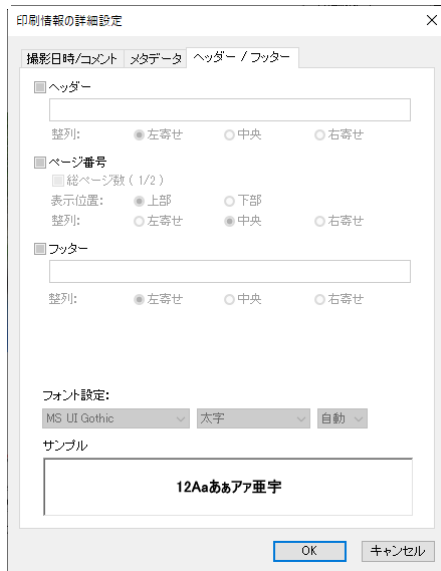 印刷情報の詳細設定
撮影日時/コメント メタデータ ヘッダー / フッター
ヘッダー
整列: 左寄せ 中央 右寄せ
ページ番号
総ページ数 ( 1/2 )
表示位置: 上部 下部
整列: 左寄せ 中央 右寄せ
フッター
整列: 左寄せ 中央 右寄せ
フォント設定:
MS UI Gothic 太字 自動
サンプル
12Aaあぁアァ亜宇
OK キャンセル